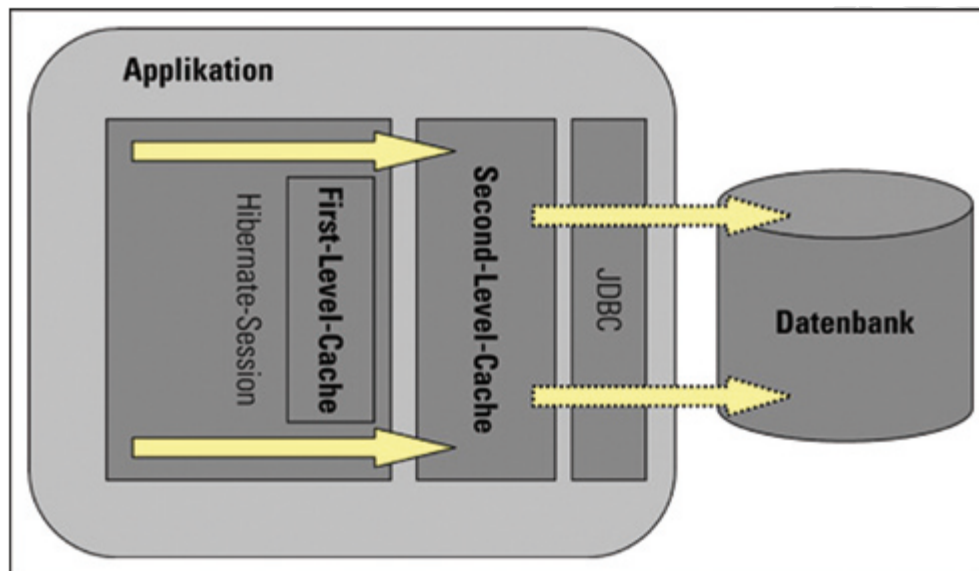 Applikation
Hibernate-Session
First-Level-Cache
Second-Level-Cache
JDBC
Datenbank